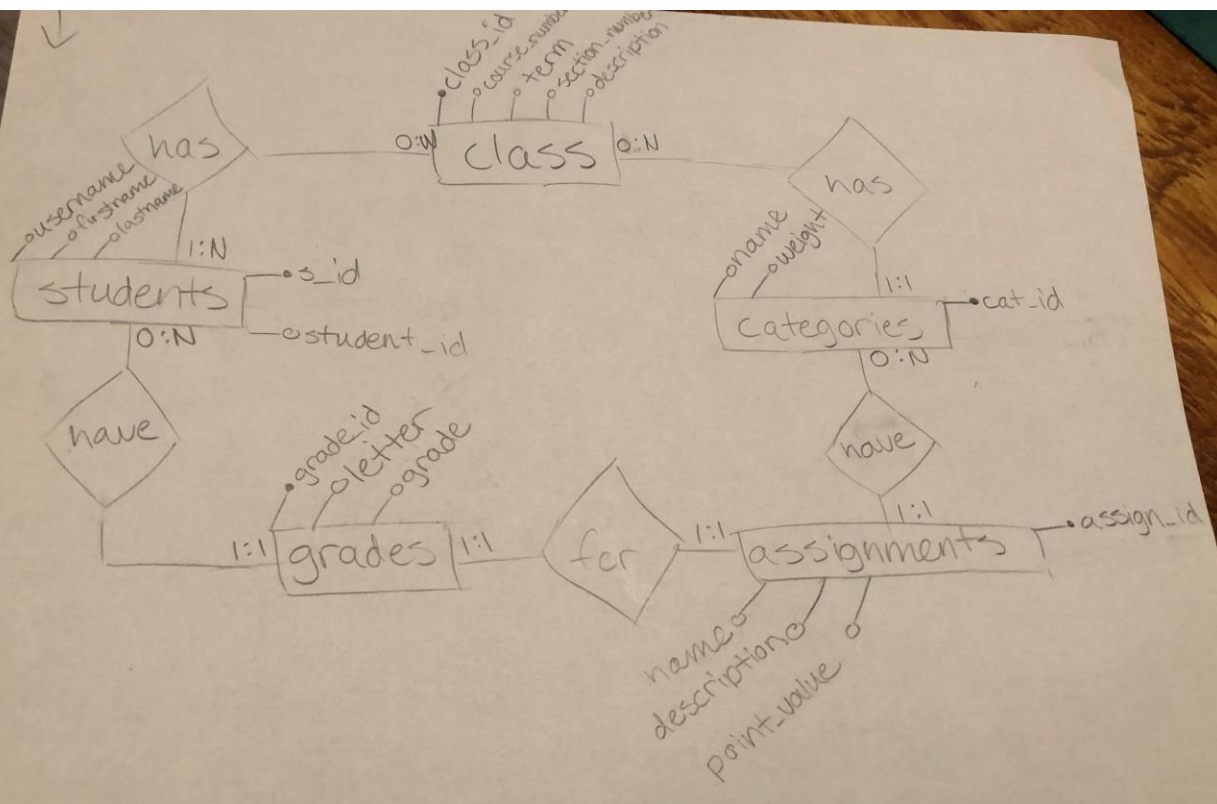 class_id
course_number
term
section_number
description
has
0:N
class
0:N
has
username
firstname
lastname
1:N
students
s_id
student_id
0:N
name
weight
1:1
categories
cat_id
0:N
have
have
grade_id
letter
grade
1:1
grades
1:1
for
1:1
assignments
1:1
assign_id
name
description
point_value